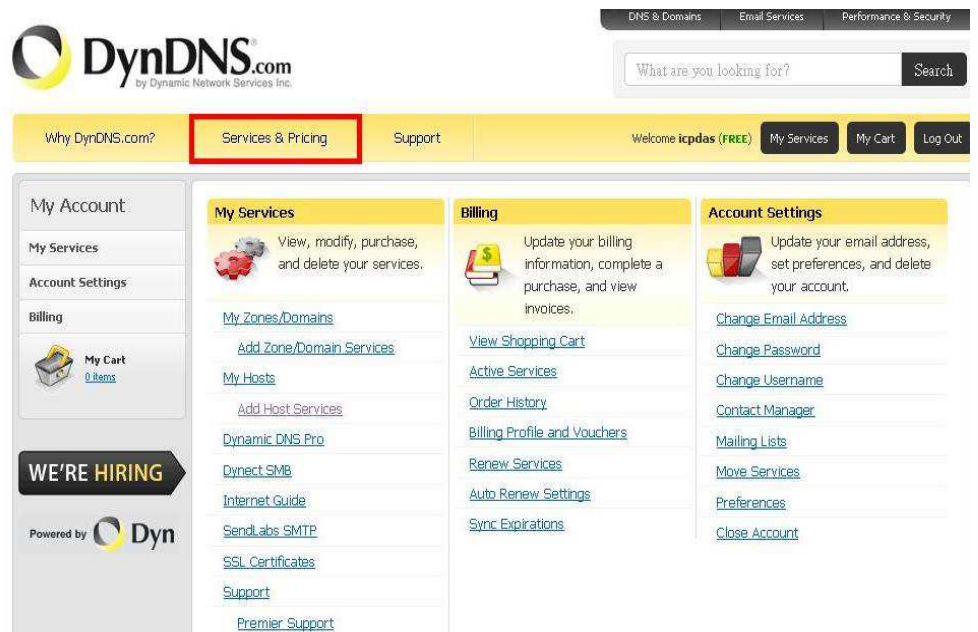 DNS & Domains Email Services Performance & Security
DynDNS.com
by Dynamic Network Services Inc.
What are you looking for? Search
Why DynDNS.com? Services & Pricing Support Welcome icpdas (FREE) My Services My Cart Log Out
My Account
My Services
Account Settings
Billing
My Cart
0 items
WE'RE HIRING
Powered by Dyn
My Services
View, modify, purchase,
and delete your services.
My Zones/Domains
Add Zone/Domain Services
My Hosts
Add Host Services
Dynamic DNS Pro
Dynect SMB
Internet Guide
SendLabs SMTP
SSL Certificates
Support
Premier Support
Billing
Update your billing
information, complete a
purchase, and view
invoices.
View Shopping Cart
Active Services
Order History
Billing Profile and Vouchers
Renew Services
Auto Renew Settings
Sync Expirations
Account Settings
Update your email address,
set preferences, and delete
your account.
Change Email Address
Change Password
Change Username
Contact Manager
Mailing Lists
Move Services
Preferences
Close Account